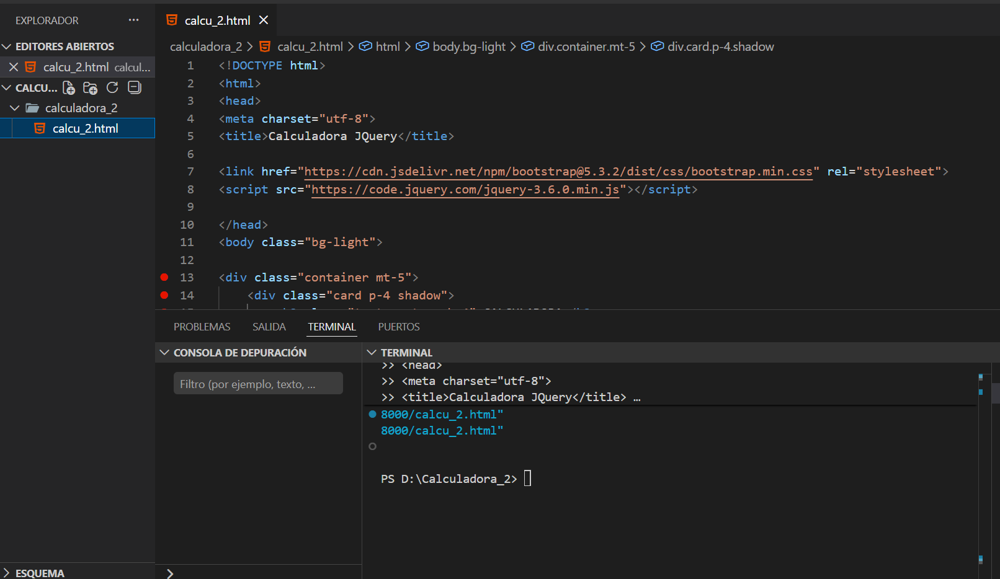 EXPLORADOR ···
EDITORES ABIERTOS
calcu_2.html calcul...
CALCU...
calculadora_2
calcu_2.html
ESQUEMA
calcu_2.html
calculadora_2 > calcu_2.html > html > body.bg-light > div.container.mt-5 > div.card.p-4.shadow
1 <!DOCTYPE html>
2 <html>
3 <head>
4 <meta charset="utf-8">
5 <title>Calculadora JQuery</title>
6
7 <link href="https://cdn.jsdelivr.net/npm/bootstrap@5.3.2/dist/css/bootstrap.min.css" rel="stylesheet">
8 <script src="https://code.jquery.com/jquery-3.6.0.min.js"></script>
9
10 </head>
11 <body class="bg-light">
12
13 <div class="container mt-5">
14 <div class="card p-4 shadow">
PROBLEMAS SALIDA TERMINAL PUERTOS
CONSOLA DE DEPURACIÓN
Filtro (por ejemplo, texto, ...
TERMINAL
>> <head>
>> <meta charset="utf-8">
>> <title>Calculadora JQuery</title> …
8000/calcu_2.html"
8000/calcu_2.html"
PS D:\Calculadora_2>